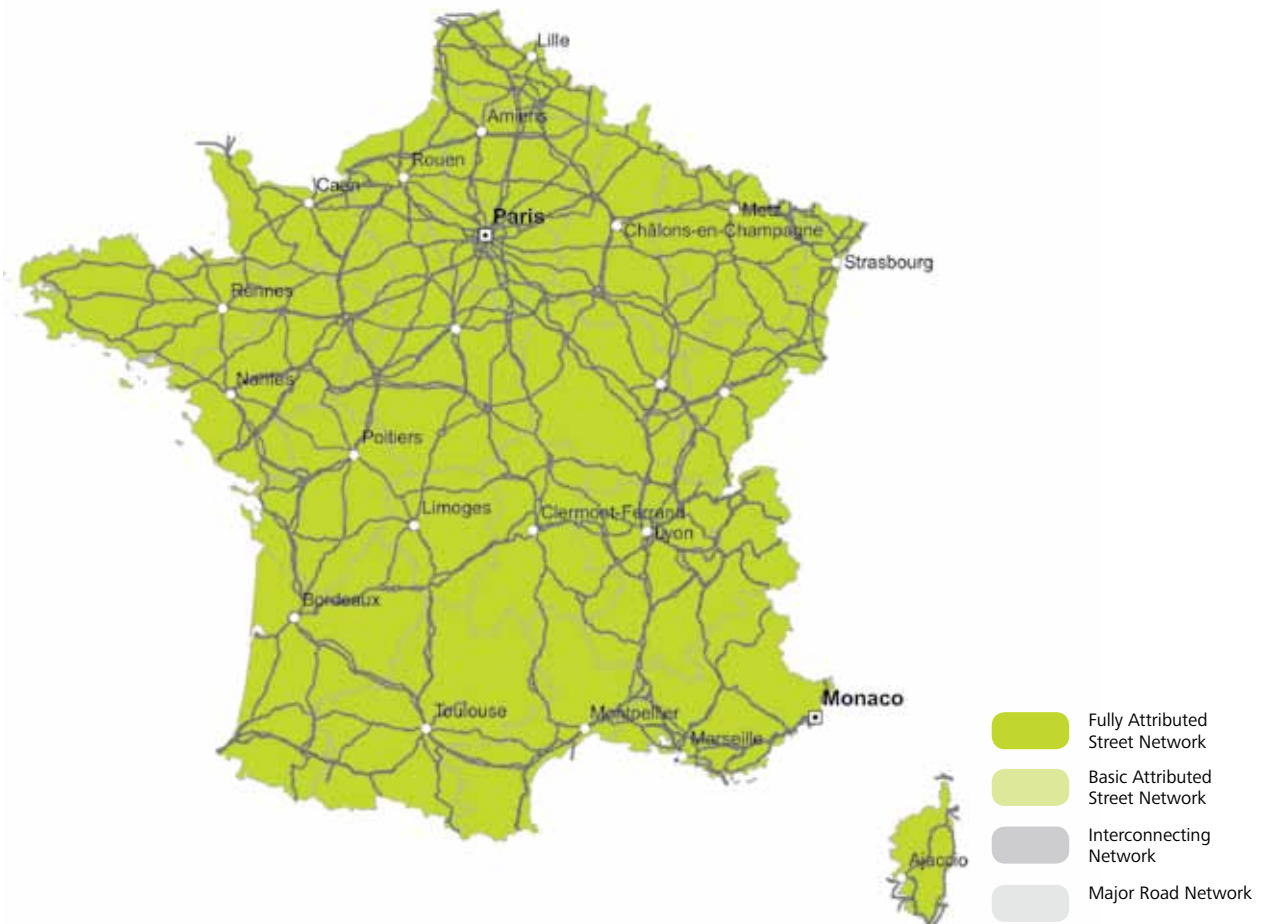 Lille
Amiens
Rouen
Caen
Paris
Metz
Châlons-en-Champagne
Strasbourg
Rennes
Nantes
Poitiers
Limoges
Clermont-Ferrand
Lyon
Bordeaux
Monaco
Toulouse
Montpellier
Marseille
Ajaccio
Fully Attributed
Street Network
Basic Attributed
Street Network
Interconnecting
Network
Major Road Network